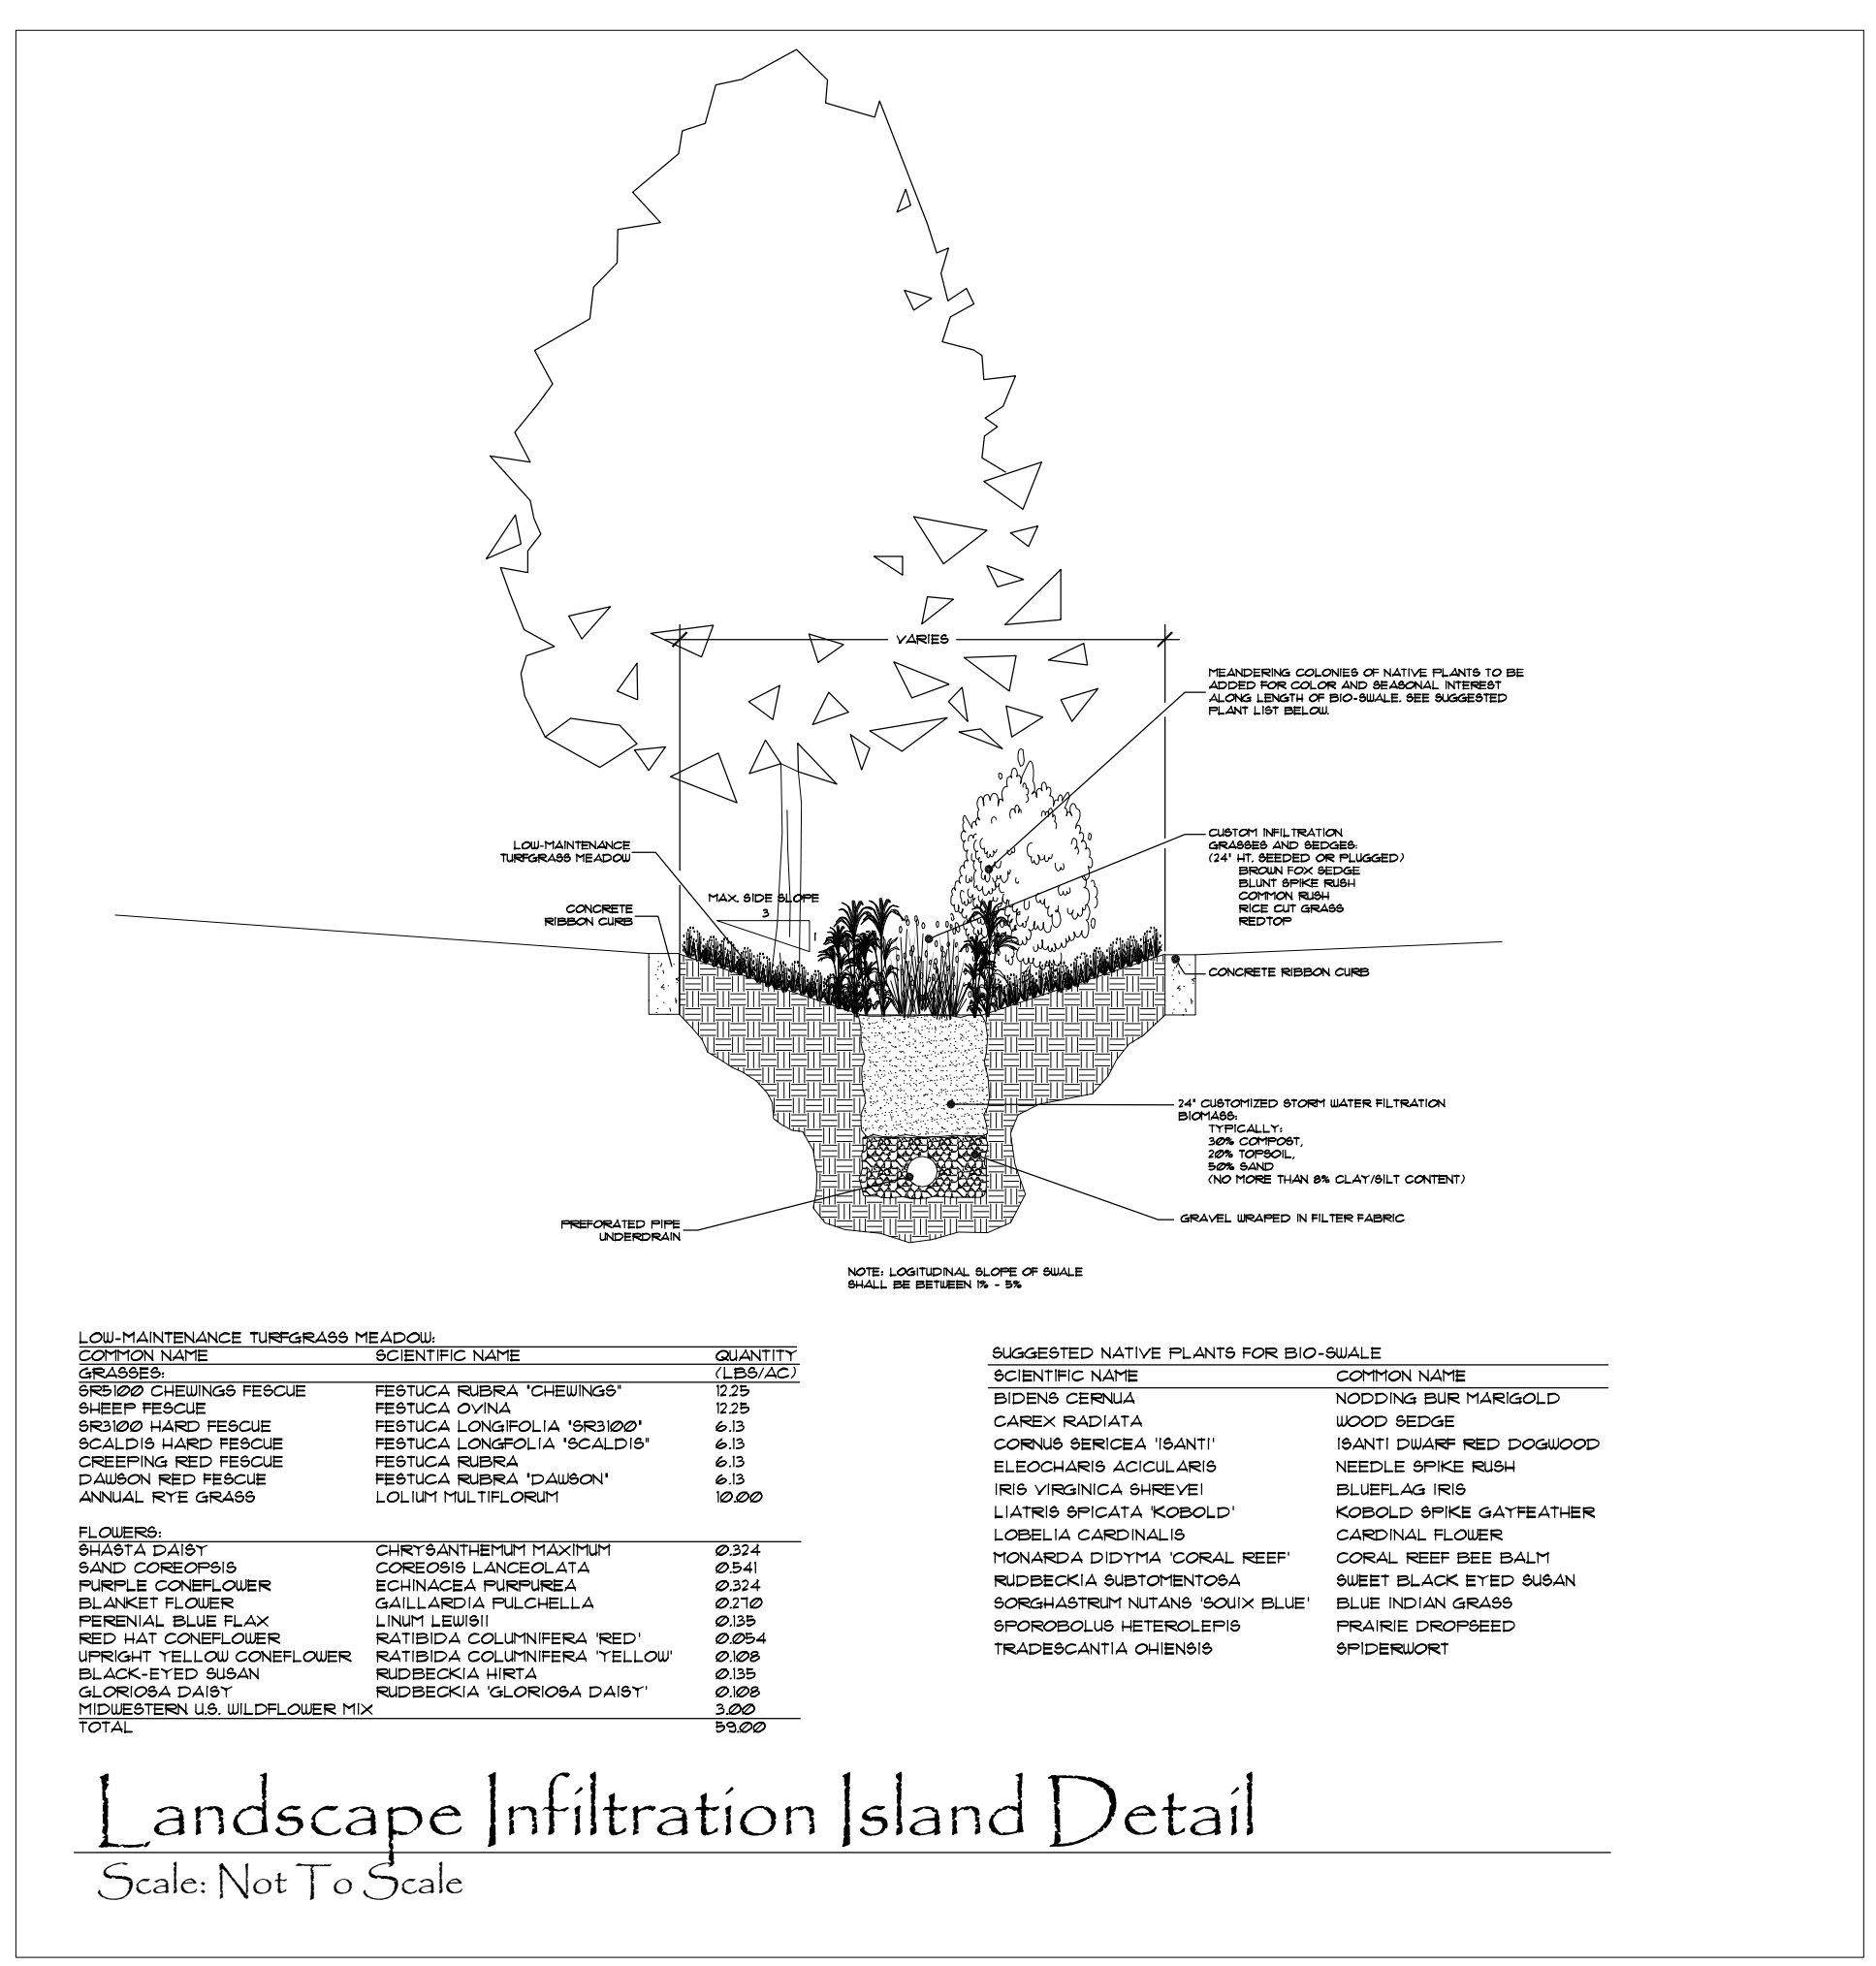 VARIES
MEANDERING COLONIES OF NATIVE PLANTS TO BE
ADDED FOR COLOR AND SEASONAL INTEREST
ALONG LENGTH OF BIO-SWALE. SEE SUGGESTED
PLANT LIST BELOW.
CUSTOM INFILTRATION
GRASSES AND SEDGES:
(24" HT. SEEDED OR PLUGGED)
BROWN FOX SEDGE
BLUNT SPIKE RUSH
COMMON RUSH
RICE CUT GRASS
REDTOP
LOW-MAINTENANCE
TURFGRASS MEADOW
MAX. SIDE SLOPE
3
1
CONCRETE
RIBBON CURB
CONCRETE RIBBON CURB
24" CUSTOMIZED STORM WATER FILTRATION
BIOMASS:
TYPICALLY:
30% COMPOST,
20% TOPSOIL,
50% SAND
(NO MORE THAN 8% CLAY/SILT CONTENT)
GRAVEL WRAPED IN FILTER FABRIC
PREFORATED PIPE
UNDERDRAIN
NOTE: LOGITUDINAL SLOPE OF SWALE
SHALL BE BETWEEN 1% - 5%
LOW-MAINTENANCE TURFGRASS MEADOW:
COMMON NAME SCIENTIFIC NAME QUANTITY
GRASSES: (LBS/AC)
SR5100 CHEWINGS FESCUE FESTUCA RUBRA "CHEWINGS" 12.25
SHEEP FESCUE FESTUCA OVINA 12.25
SR3100 HARD FESCUE FESTUCA LONGIFOLIA "SR3100" 6.13
SCALDIS HARD FESCUE FESTUCA LONGFOLIA "SCALDIS" 6.13
CREEPING RED FESCUE FESTUCA RUBRA 6.13
DAWSON RED FESCUE FESTUCA RUBRA "DAWSON" 6.13
ANNUAL RYE GRASS LOLIUM MULTIFLORUM 10.00
FLOWERS:
SHASTA DAISY CHRYSANTHEMUM MAXIMUM 0.324
SAND COREOPSIS COREOSIS LANCEOLATA 0.541
PURPLE CONEFLOWER ECHINACEA PURPUREA 0.324
BLANKET FLOWER GAILLARDIA PULCHELLA 0.270
PERENIAL BLUE FLAX LINUM LEWISII 0.135
RED HAT CONEFLOWER RATIBIDA COLUMNIFERA 'RED' 0.054
UPRIGHT YELLOW CONEFLOWER RATIBIDA COLUMNIFERA 'YELLOW' 0.108
BLACK-EYED SUSAN RUDBECKIA HIRTA 0.135
GLORIOSA DAISY RUDBECKIA 'GLORIOSA DAISY' 0.108
MIDWESTERN U.S. WILDFLOWER MIX 3.00
TOTAL 59.00
SUGGESTED NATIVE PLANTS FOR BIO-SWALE
SCIENTIFIC NAME COMMON NAME
BIDENS CERNUA NODDING BUR MARIGOLD
CAREX RADIATA WOOD SEDGE
CORNUS SERICEA 'ISANTI' ISANTI DWARF RED DOGWOOD
ELEOCHARIS ACICULARIS NEEDLE SPIKE RUSH
IRIS VIRGINICA SHREVEI BLUEFLAG IRIS
LIATRIS SPICATA 'KOBOLD' KOBOLD SPIKE GAYFEATHER
LOBELIA CARDINALIS CARDINAL FLOWER
MONARDA DIDYMA 'CORAL REEF' CORAL REEF BEE BALM
RUDBECKIA SUBTOMENTOSA SWEET BLACK EYED SUSAN
SORGHASTRUM NUTANS 'SOUIX BLUE' BLUE INDIAN GRASS
SPOROBOLUS HETEROLEPIS PRAIRIE DROPSEED
TRADESCANTIA OHIENSIS SPIDERWORT
Landscape Infiltration Island Detail
Scale: Not To Scale